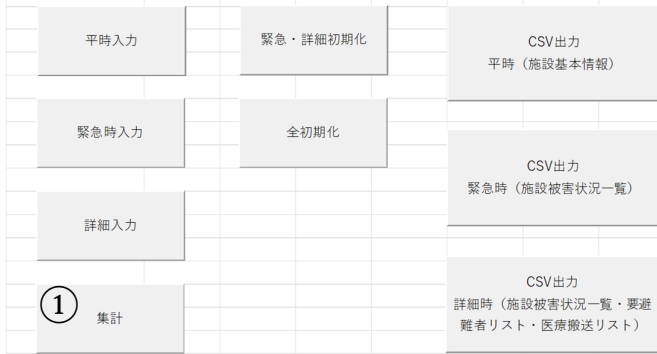 平時入力
緊急・詳細初期化
CSV出力
平時（施設基本情報）
緊急時入力
全初期化
CSV出力
緊急時（施設被害状況一覧）
詳細入力
①
集計
CSV出力
詳細時（施設被害状況一覧・要避
難者リスト・医療搬送リスト）